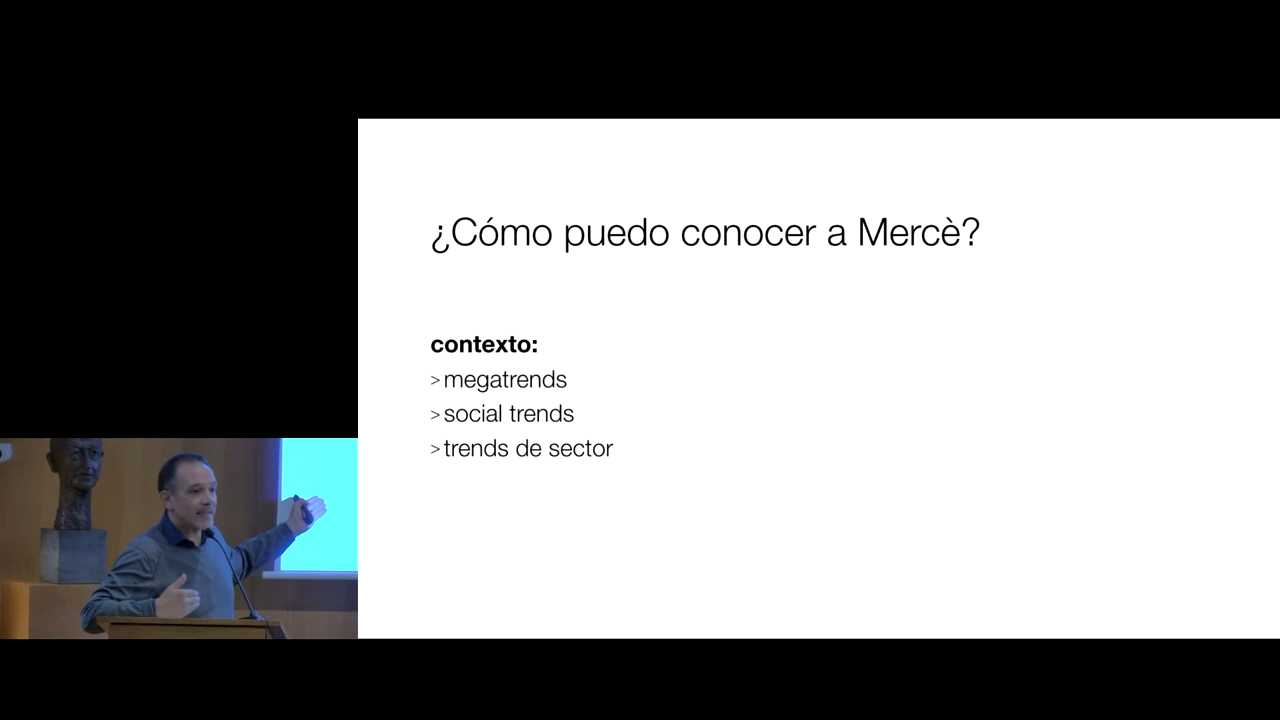 ¿Cómo puedo conocer a Mercè?
contexto:
> megatrends
> social trends
> trends de sector